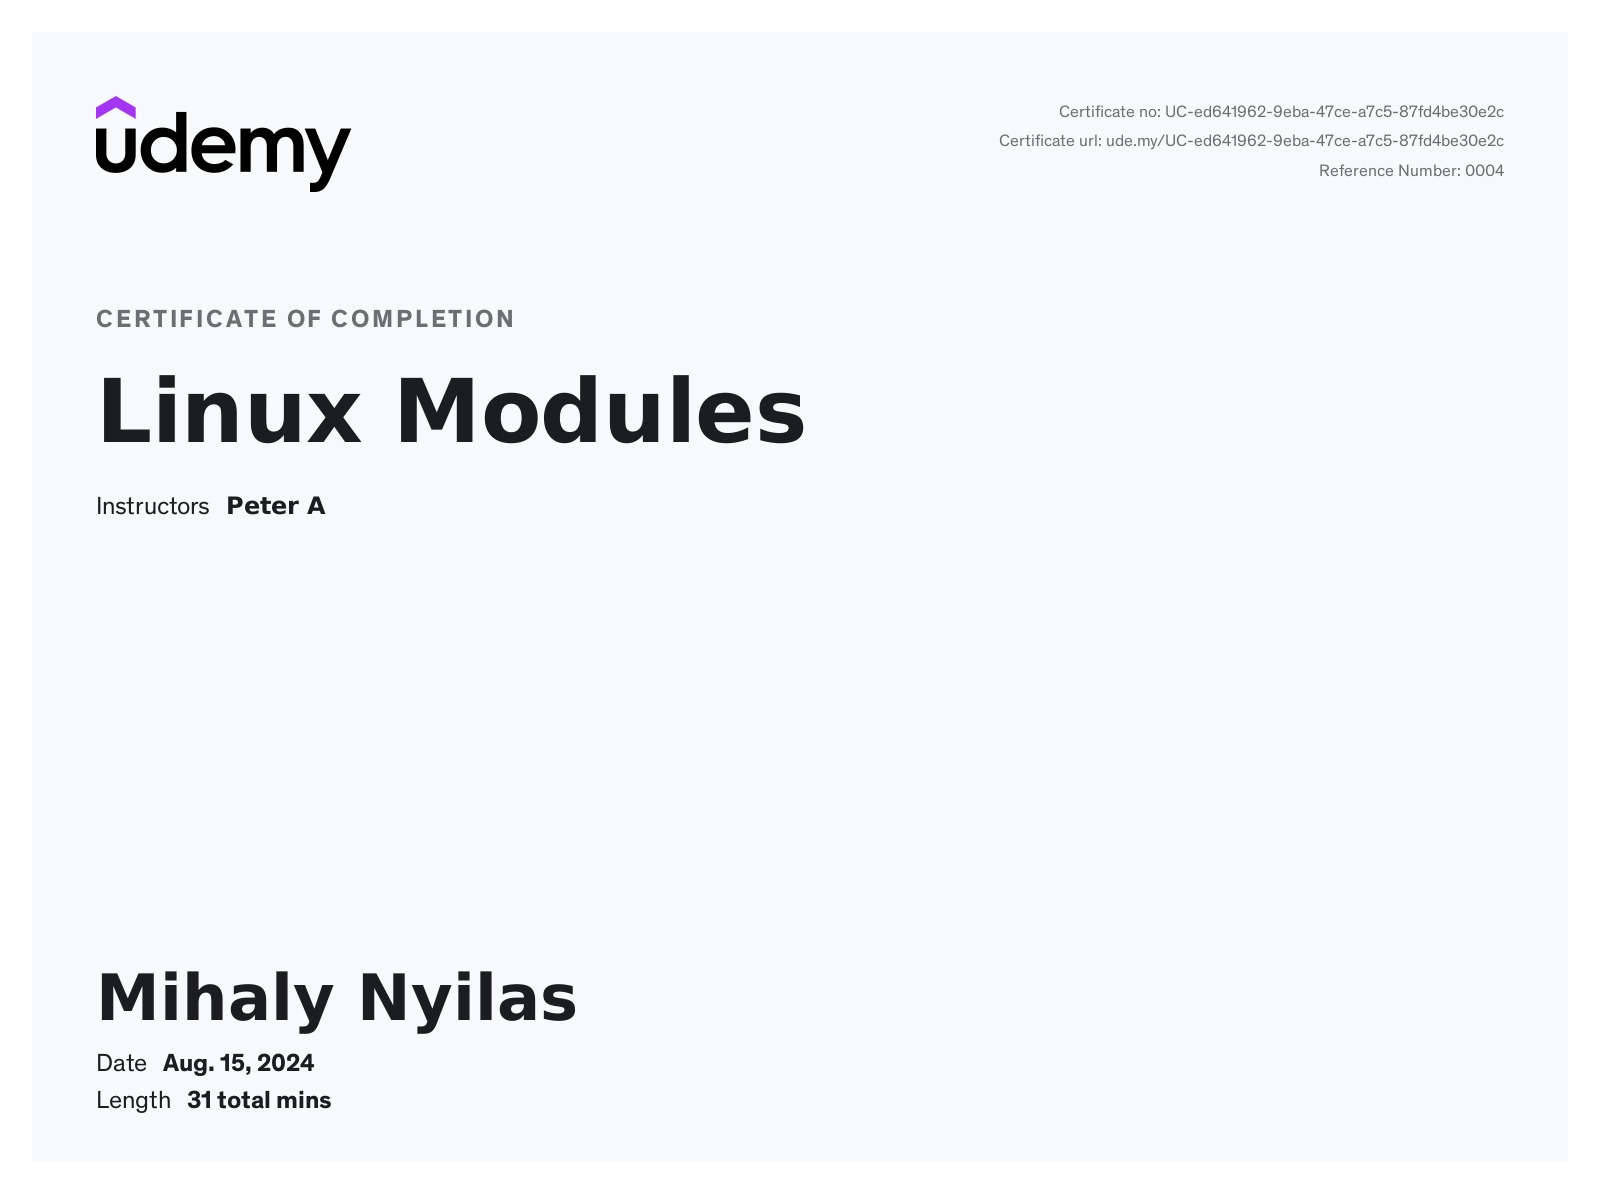 udemy
Certificate no: UC-ed641962-9eba-47ce-a7c5-87fd4be30e2c
Certificate url: ude.my/UC-ed641962-9eba-47ce-a7c5-87fd4be30e2c
Reference Number: 0004
CERTIFICATE OF COMPLETION
Linux Modules
Instructors Peter A
Mihaly Nyilas
Date Aug. 15, 2024
Length 31 total mins